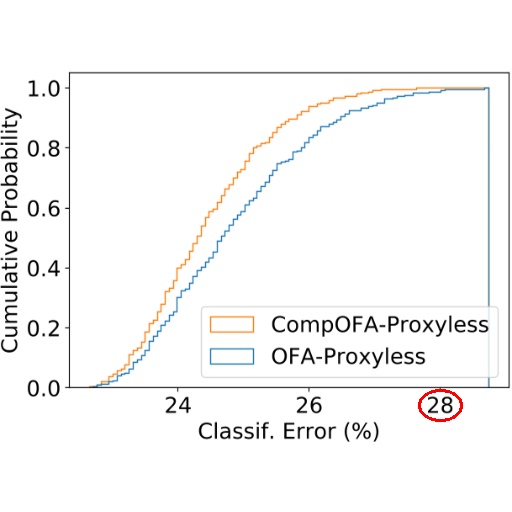 1.0
0.8
0.6
0.4
0.2
0.0
Cumulative Probability
CompOFA-Proxyless
OFA-Proxyless
24 26 28
Classif. Error (%)